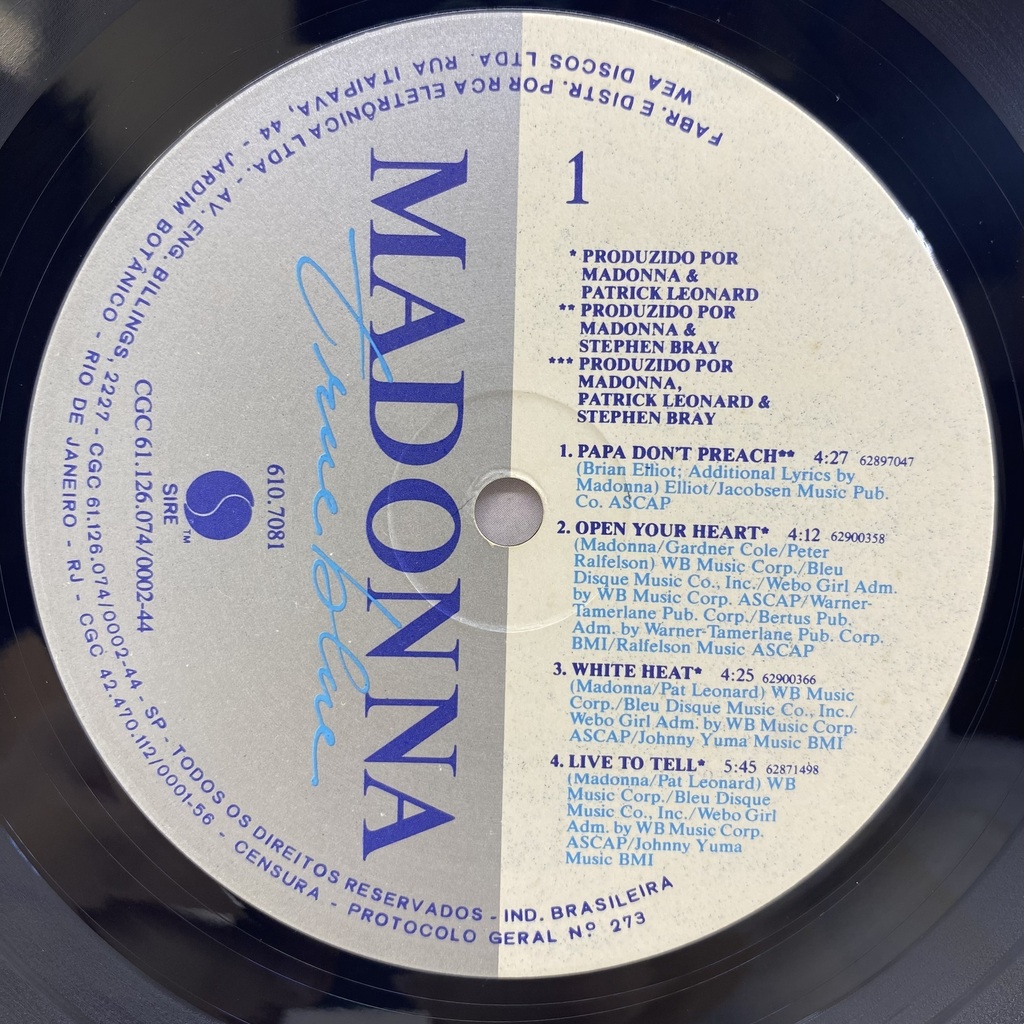 FABR. E DISTR. POR RCA ELETRÔNICA LTDA. - AV. ENG. BILLINGS, 2227 - CGC 61.126.074/0002-44 - SP - TODOS OS DIREITOS RESERVADOS - IND. BRASILEIRA
WEA DISCOS LTDA. RUA ITAIPAVA, 44 - JARDIM BOTÂNICO - RIO DE JANEIRO - RJ - CGC 42.470.112/0001-56 - CENSURA - PROTOCOLO GERAL Nº 273
MADONNA
True blue
610.7081
SIRE
TM
CGC 61.126.074/0002-44
1
* PRODUZIDO POR
MADONNA &
PATRICK LEONARD
** PRODUZIDO POR
MADONNA &
STEPHEN BRAY
*** PRODUZIDO POR
MADONNA,
PATRICK LEONARD &
STEPHEN BRAY
1. PAPA DON'T PREACH** 4:27 62897047
(Brian Elliot; Additional Lyrics by
Madonna) Elliot/Jacobsen Music Pub.
Co. ASCAP
2. OPEN YOUR HEART* 4:12 62900358
(Madonna/Gardner Cole/Peter
Ralfelson) WB Music Corp./Bleu
Disque Music Co., Inc./Webo Girl Adm.
by WB Music Corp. ASCAP/Warner-
Tamerlane Pub. Corp./Bertus Pub.
Adm. by Warner-Tamerlane Pub. Corp.
BMI/Ralfelson Music ASCAP
3. WHITE HEAT* 4:25 62900366
(Madonna/Pat Leonard) WB Music
Corp./Bleu Disque Music Co., Inc./
Webo Girl Adm. by WB Music Corp.
ASCAP/Johnny Yuma Music BMI
4. LIVE TO TELL* 5:45 62871498
(Madonna/Pat Leonard) WB
Music Corp./Bleu Disque
Music Co., Inc./Webo Girl
Adm. by WB Music Corp.
ASCAP/Johnny Yuma
Music BMI